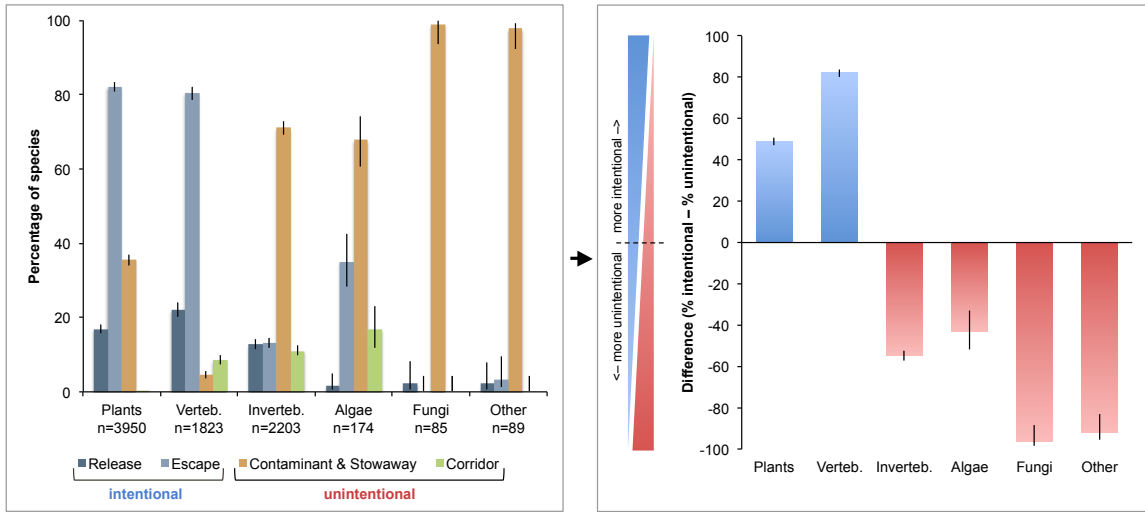 Percentage of species
100
80
60
40
20
0
Plants Verteb. Inverteb. Algae Fungi Other
n=3950 n=1823 n=2203 n=174 n=85 n=89
Release Escape Contaminant & Stowaway Corridor
intentional unintentional
<-- more unintentional more intentional -->
Difference (% intentional – % unintentional)
100
80
60
40
20
0
-20
-40
-60
-80
-100
Plants Verteb. Inverteb. Algae Fungi Other